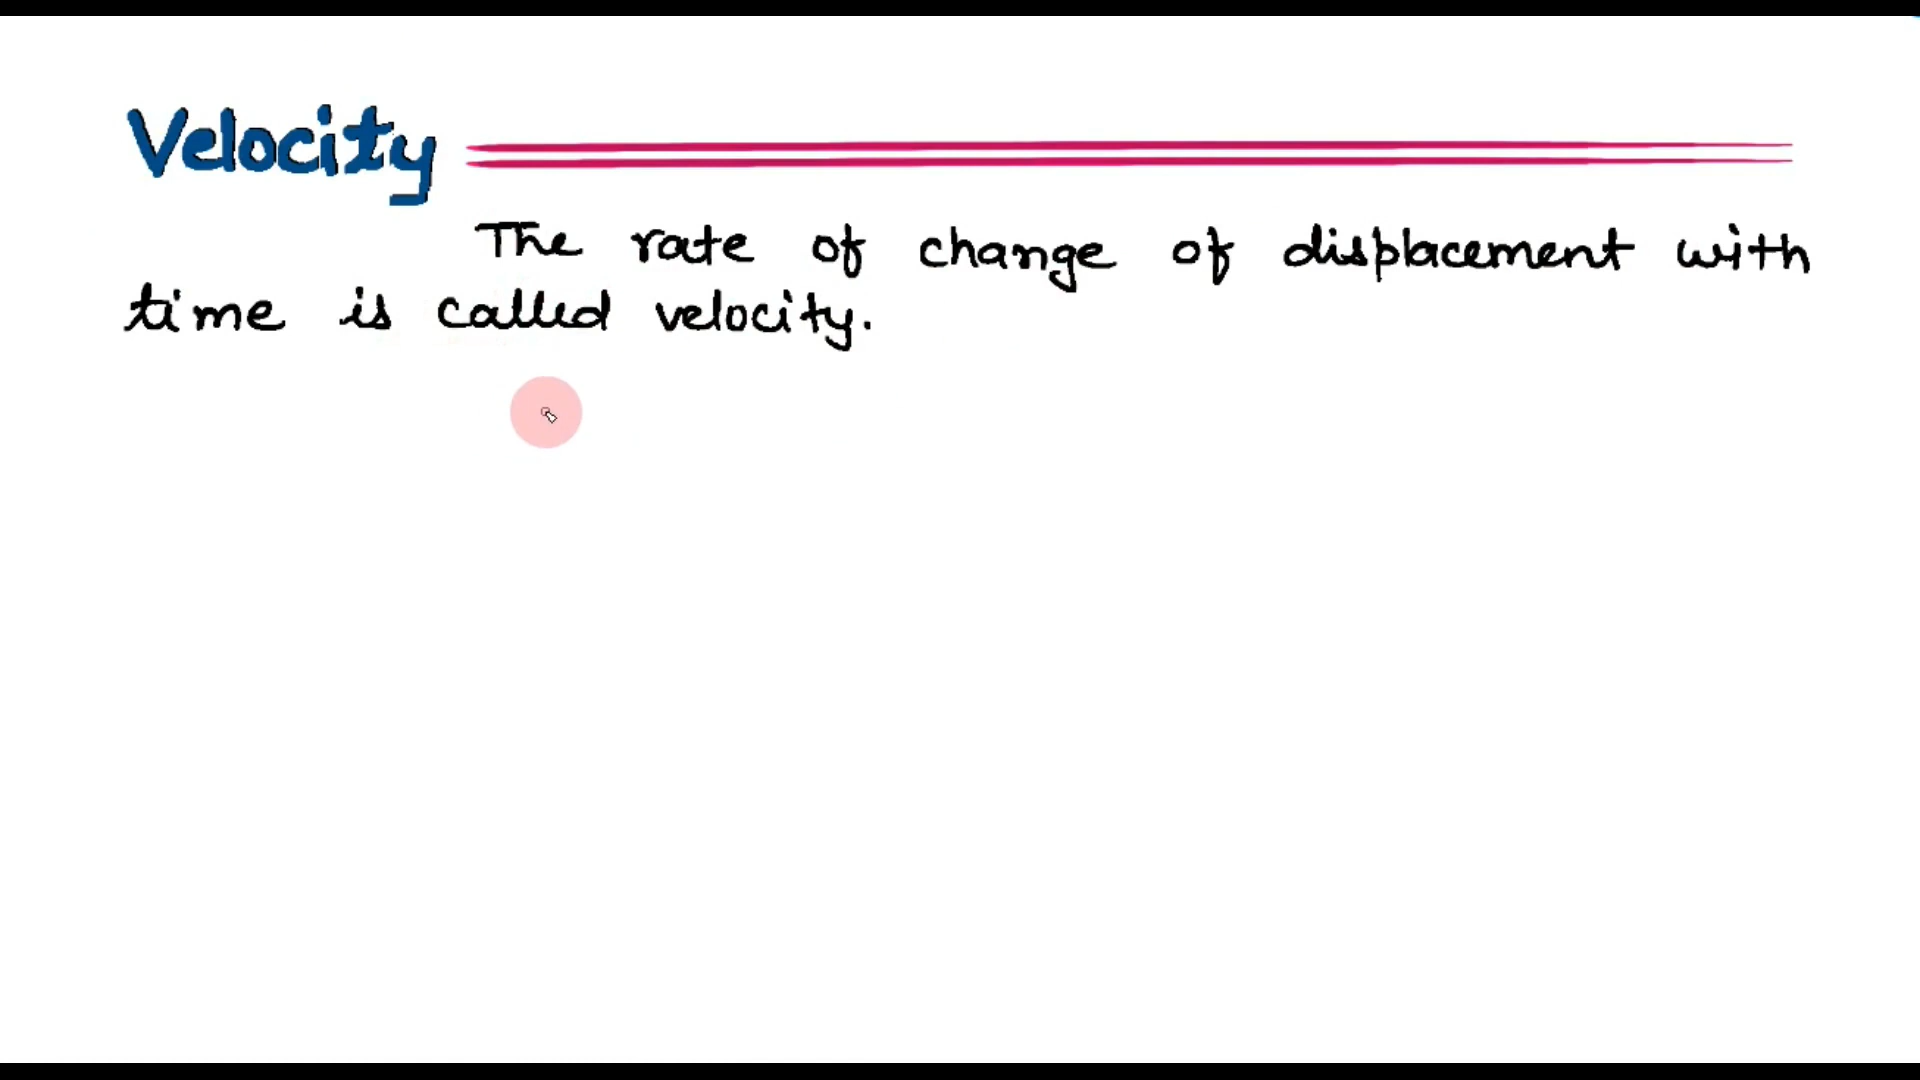 Velocity
The rate of change of displacement with
time is called velocity.